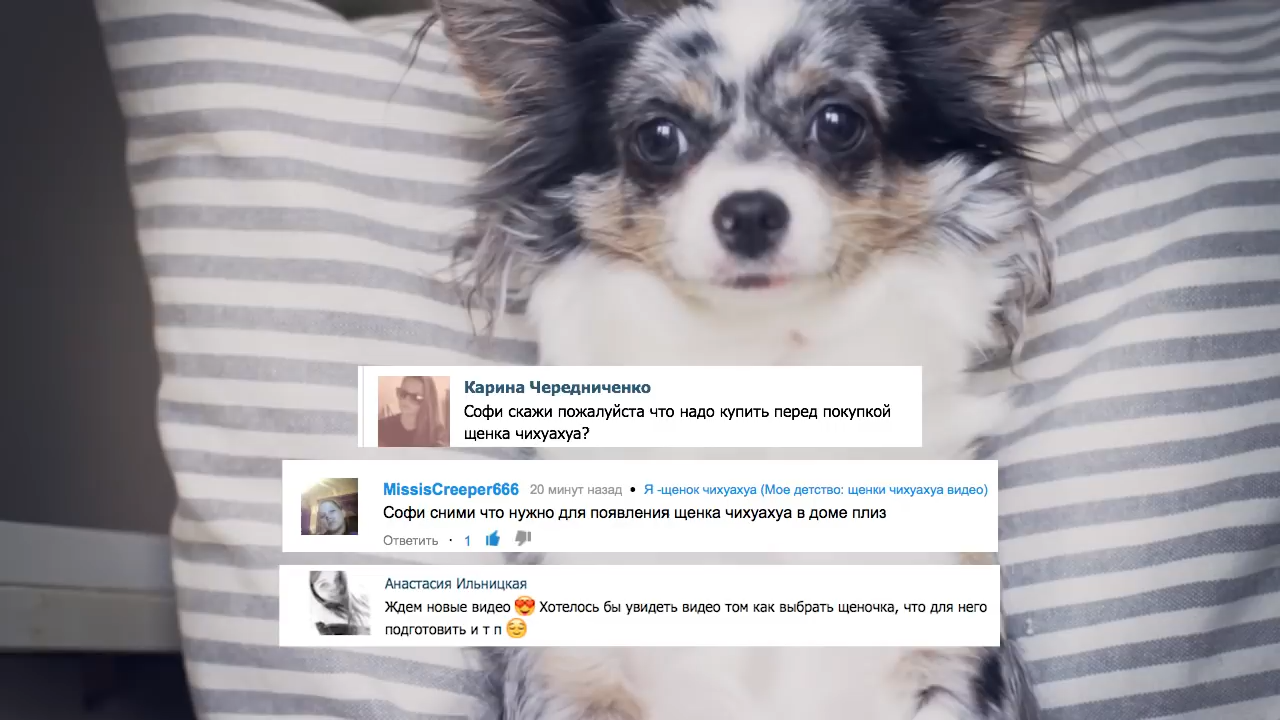 Карина Чередниченко
Софи скажи пожалуйста что надо купить перед покупкой
щенка чихуахуа?
MissisCreeper666 20 минут назад • Я -щенок чихуахуа (Мое детство: щенки чихуахуа видео)
Софи сними что нужно для появления щенка чихуахуа в доме плиз
Ответить · 1
Анастасия Ильницкая
Ждем новые видео 😍 Хотелось бы увидеть видео том как выбрать щеночка, что для него
подготовить и т п 😌